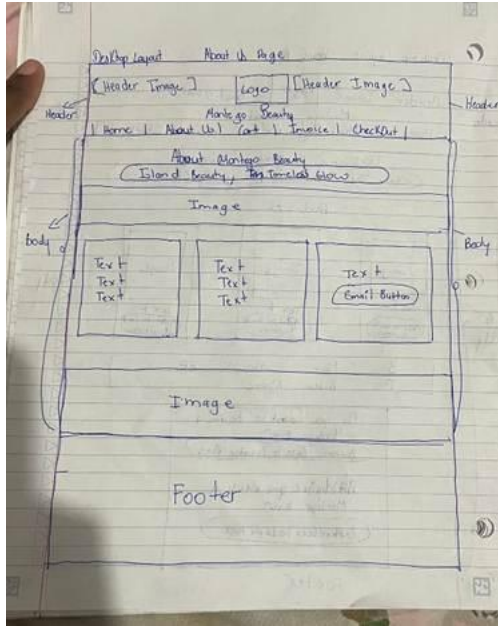 Desktop Layout About Us Page
[Header Image] Logo [Header Image]
Header Header
Montego Beauty
| Home | About Us | Cart | Invoice | CheckOut |
About Montego Beauty
Island Beauty, Timeless Glow
Image
Body Body
Text Text Text
Text Text Email Button
Text Text
Image
Footer